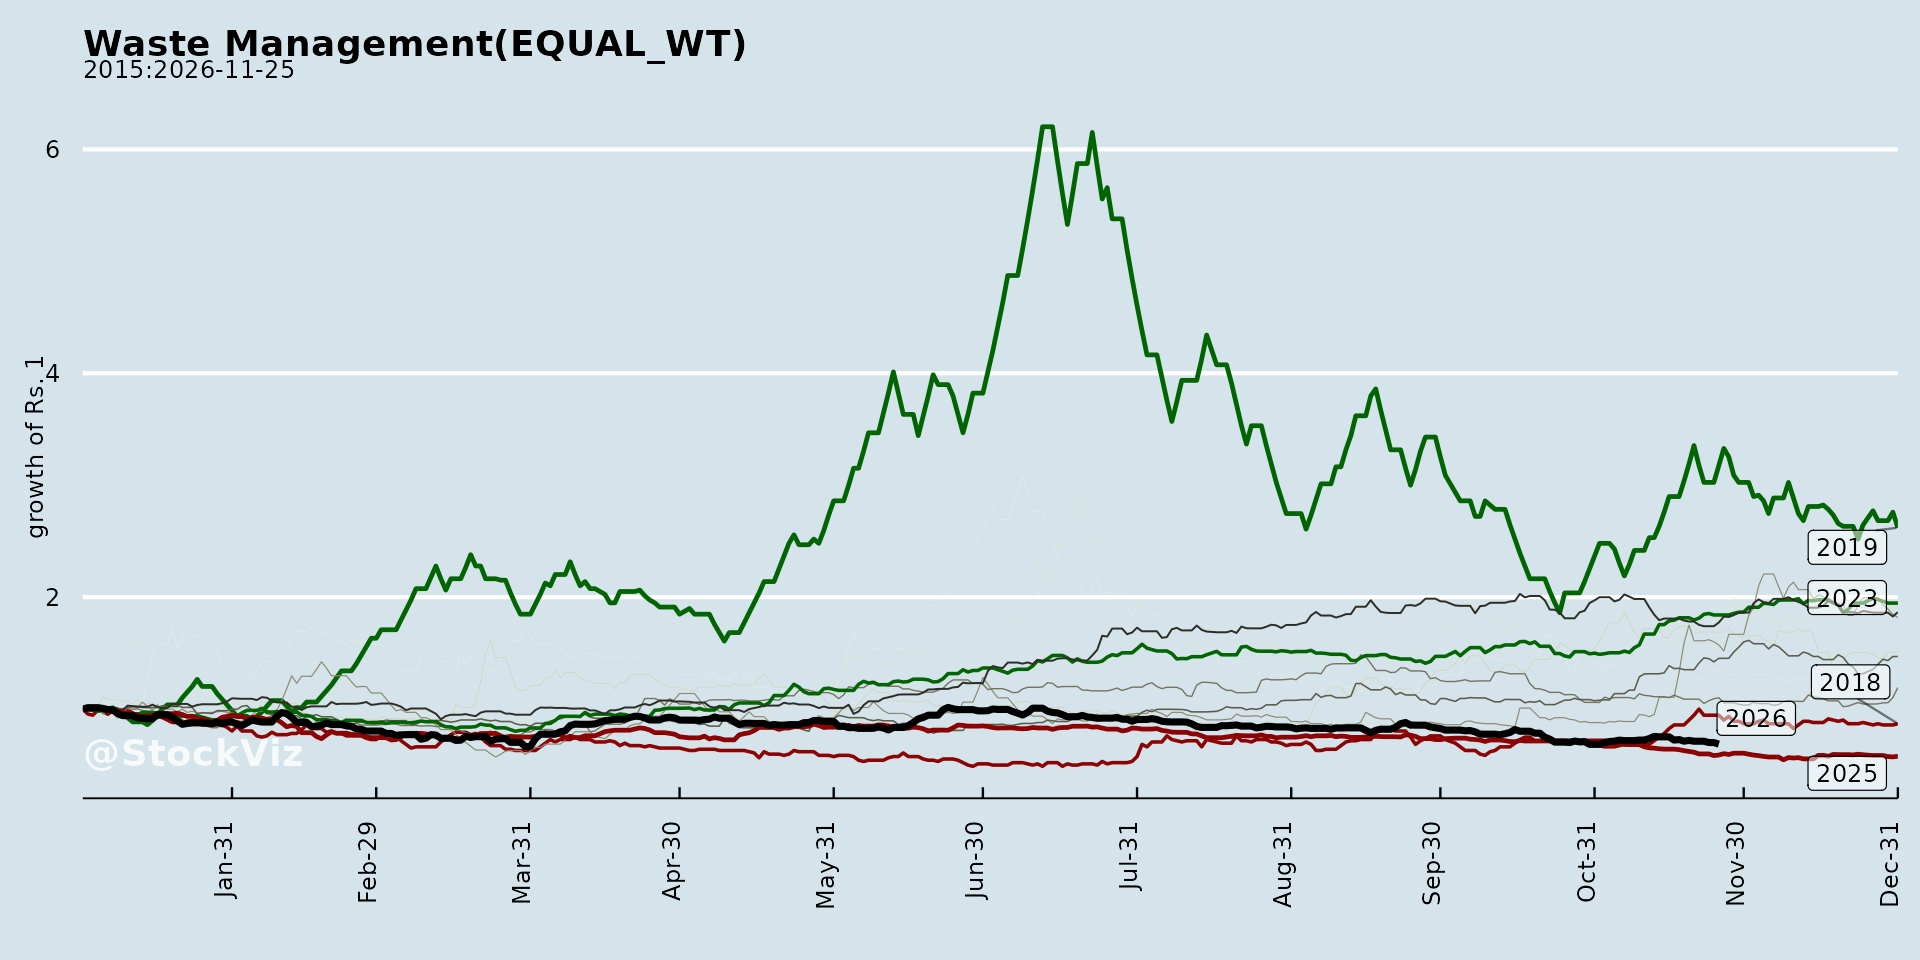 Waste Management(EQUAL_WT)
2015:2026-11-25
growth of Rs. 1
6
4
2
2019
2023
2018
2026
2025
@StockViz
Jan-31
Feb-29
Mar-31
Apr-30
May-31
Jun-30
Jul-31
Aug-31
Sep-30
Oct-31
Nov-30
Dec-31